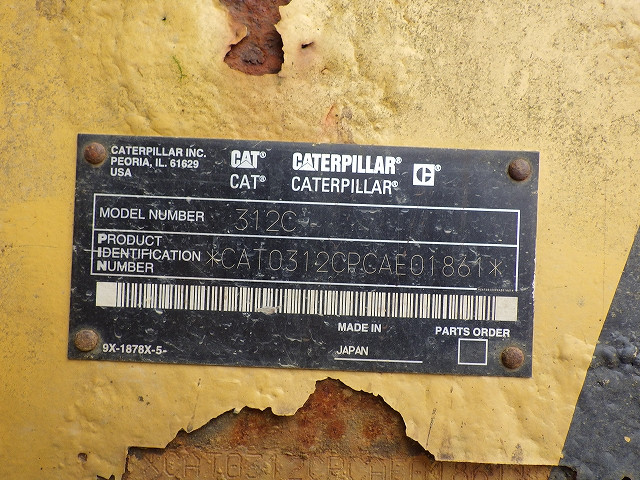 CATERPILLAR INC.
PEORIA, IL. 61629
USA
CAT® CATERPILLAR® C®
CAT® CATERPILLAR®
MODEL NUMBER 312C
PRODUCT
IDENTIFICATION *CAT0312CPGAE01861*
NUMBER
MADE IN PARTS ORDER
JAPAN
9X-1878X-5-